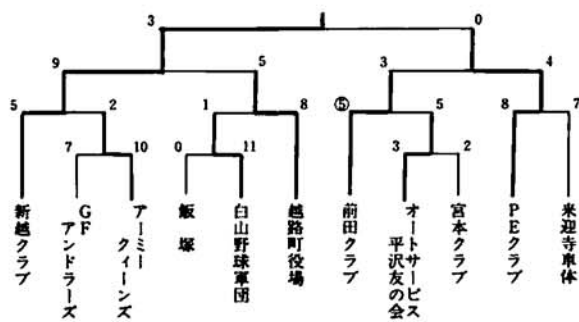 3 0
9 5 3 4
5 2 1 8 ⑤ 5 8 7
7 10 0 11 3 2
新越クラブ
GF
アンドラーズ
アーミー
クィーンズ
飯塚
白山野球軍団
越路町役場
前田クラブ
オートサービス
平沢友の会
宮本クラブ
PEクラブ
来迎寺車体